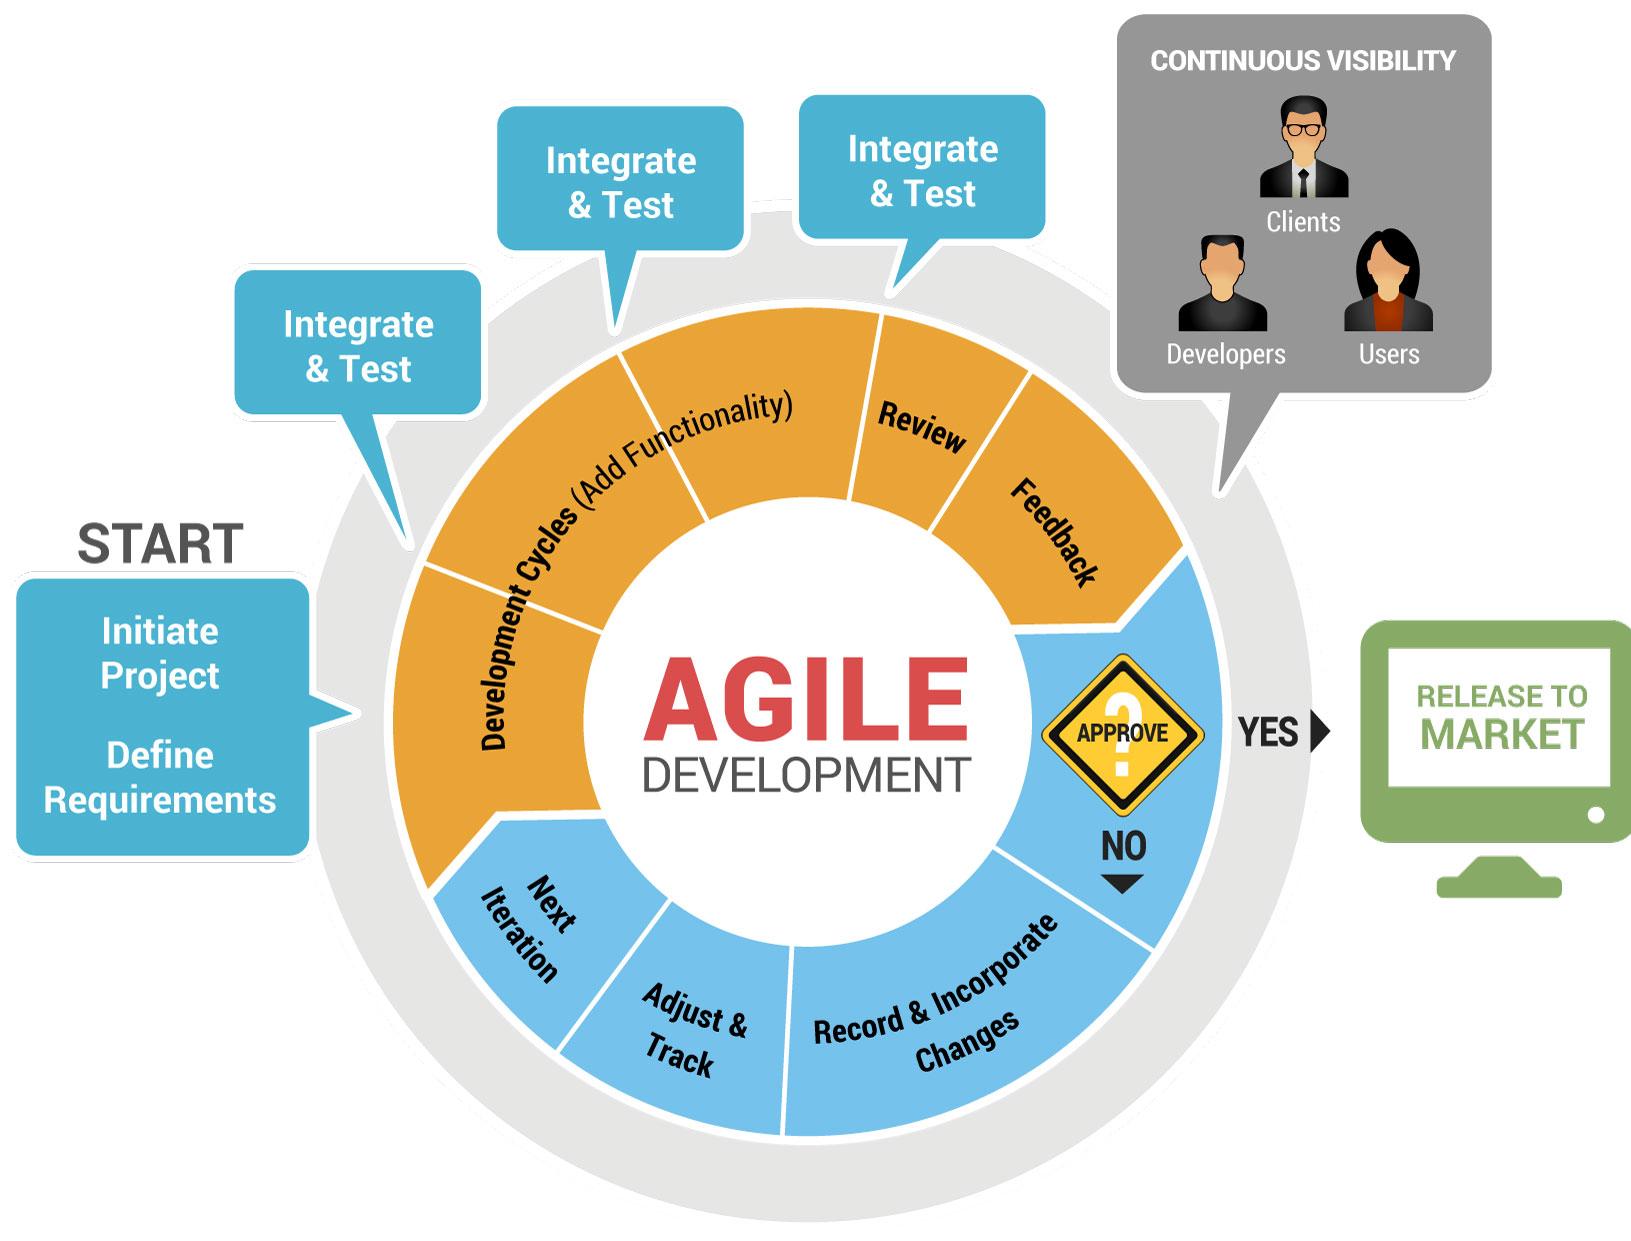 START
Initiate
Project
Define
Requirements
Integrate
& Test
Integrate
& Test
Integrate
& Test
CONTINUOUS VISIBILITY
Clients
Developers
Users
Development Cycles (Add Functionality)
Review
Feedback
?
APPROVE
YES
NO
RELEASE TO
MARKET
Record & Incorporate
Changes
Adjust &
Track
Next
Iteration
AGILE
DEVELOPMENT